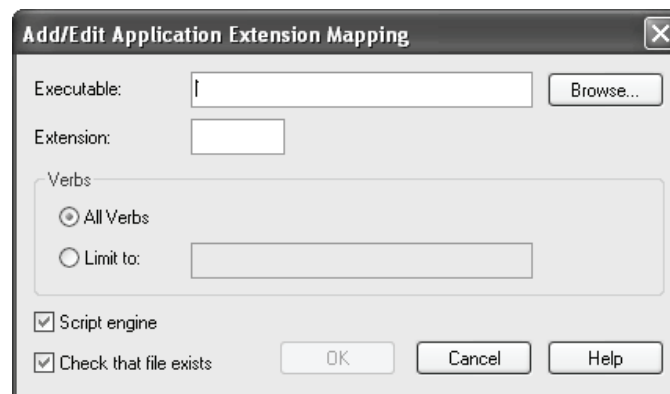 Add/Edit Application Extension Mapping
Executable:
Browse...
Extension:
Verbs
All Verbs
Limit to:
Script engine
Check that file exists
OK
Cancel
Help